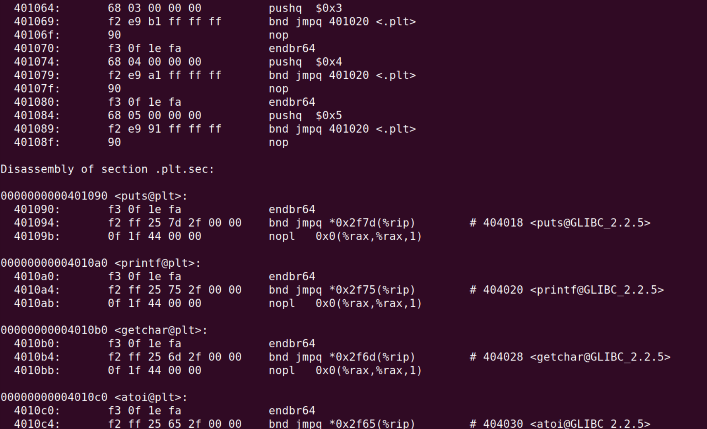 401064:       68 03 00 00 00          pushq  $0x3
401069:       f2 e9 b1 ff ff ff       bnd jmpq 401020 <.plt>
40106f:       90                      nop
401070:       f3 0f 1e fa             endbr64
401074:       68 04 00 00 00          pushq  $0x4
401079:       f2 e9 a1 ff ff ff       bnd jmpq 401020 <.plt>
40107f:       90                      nop
401080:       f3 0f 1e fa             endbr64
401084:       68 05 00 00 00          pushq  $0x5
401089:       f2 e9 91 ff ff ff       bnd jmpq 401020 <.plt>
40108f:       90                      nop
Disassembly of section .plt.sec:
0000000000401090 <puts@plt>:
401090:       f3 0f 1e fa             endbr64
401094:       f2 ff 25 7d 2f 00 00    bnd jmpq *0x2f7d(%rip)        # 404018 <puts@GLIBC_2.2.5>
40109b:       0f 1f 44 00 00          nopl   0x0(%rax,%rax,1)
00000000004010a0 <printf@plt>:
4010a0:       f3 0f 1e fa             endbr64
4010a4:       f2 ff 25 75 2f 00 00    bnd jmpq *0x2f75(%rip)        # 404020 <printf@GLIBC_2.2.5>
4010ab:       0f 1f 44 00 00          nopl   0x0(%rax,%rax,1)
00000000004010b0 <getchar@plt>:
4010b0:       f3 0f 1e fa             endbr64
4010b4:       f2 ff 25 6d 2f 00 00    bnd jmpq *0x2f6d(%rip)        # 404028 <getchar@GLIBC_2.2.5>
4010bb:       0f 1f 44 00 00          nopl   0x0(%rax,%rax,1)
00000000004010c0 <atoi@plt>:
4010c0:       f3 0f 1e fa             endbr64
4010c4:       f2 ff 25 65 2f 00 00    bnd jmpq *0x2f65(%rip)        # 404030 <atoi@GLIBC_2.2.5>